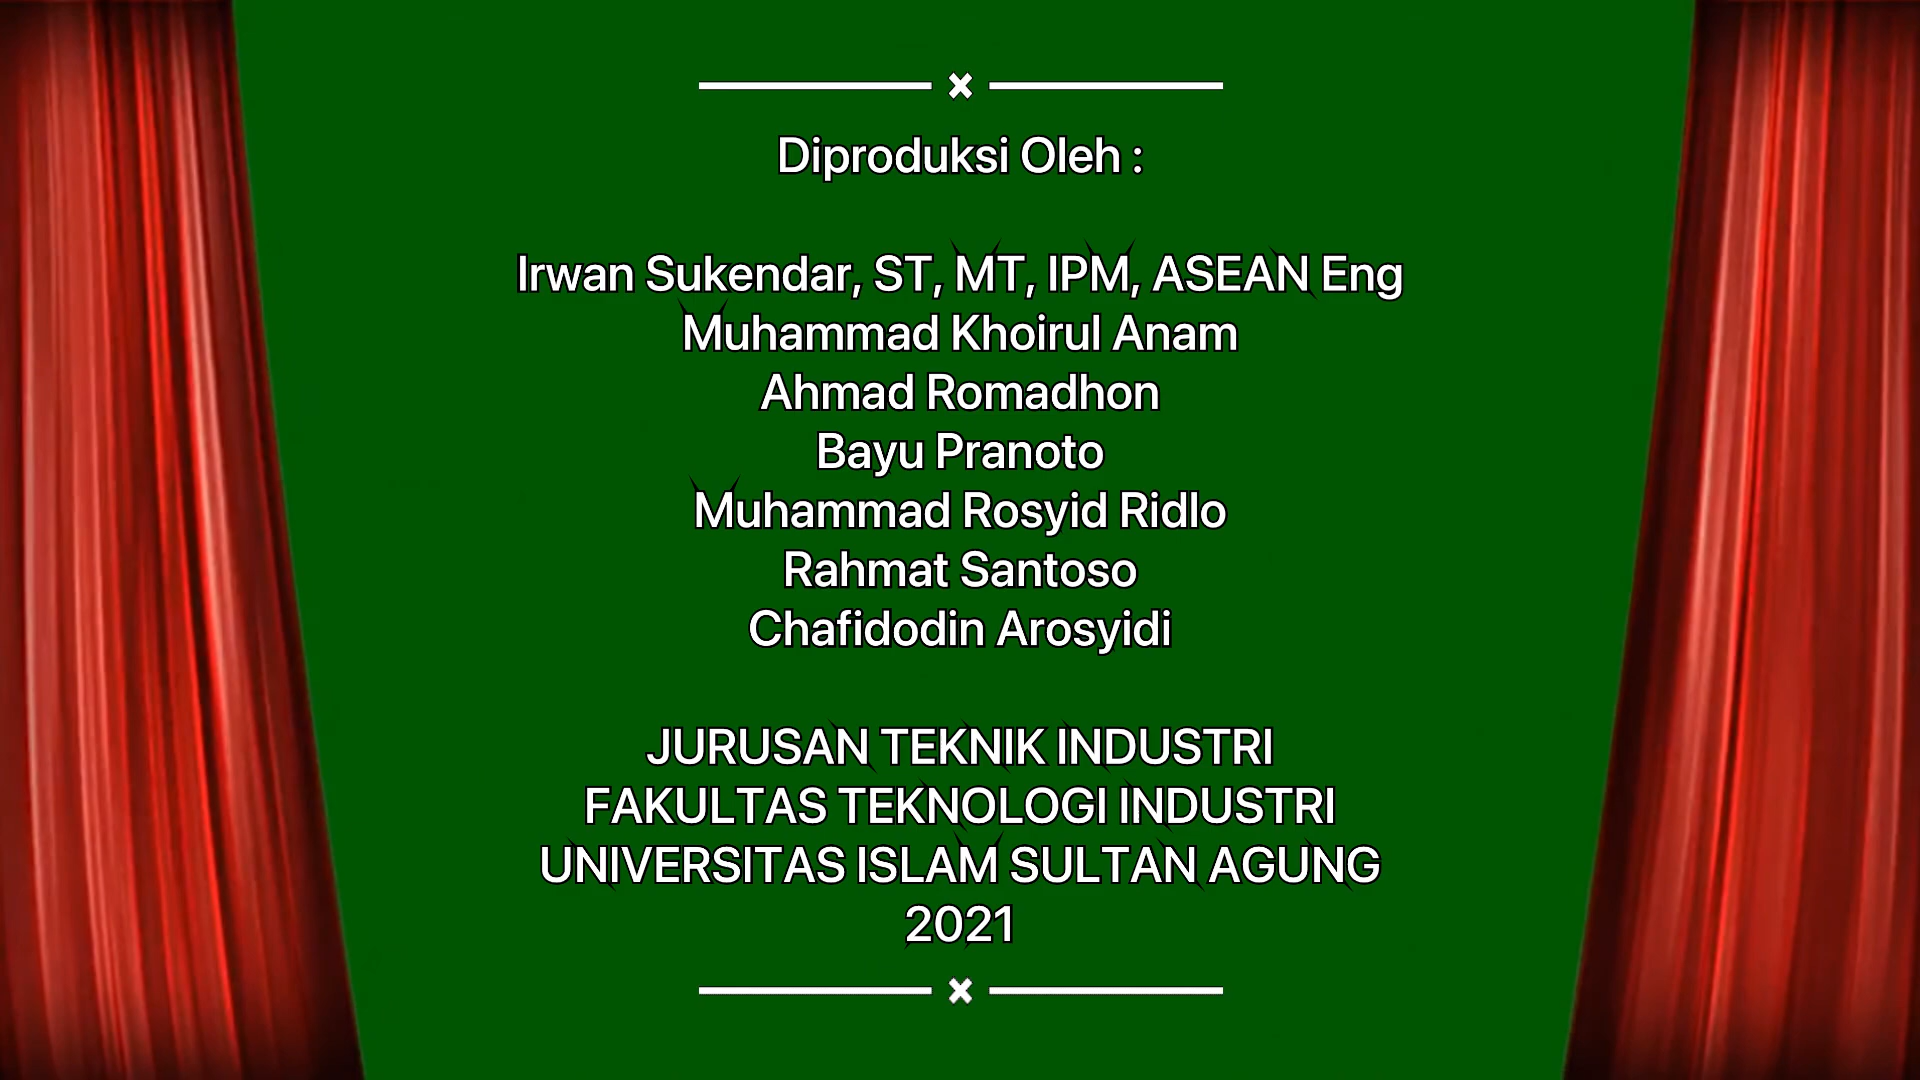 Diproduksi Oleh :
Irwan Sukendar, ST, MT, IPM, ASEAN Eng
Muhammad Khoirul Anam
Ahmad Romadhon
Bayu Pranoto
Muhammad Rosyid Ridlo
Rahmat Santoso
Chafidodin Arosyidi
JURUSAN TEKNIK INDUSTRI
FAKULTAS TEKNOLOGI INDUSTRI
UNIVERSITAS ISLAM SULTAN AGUNG
2021